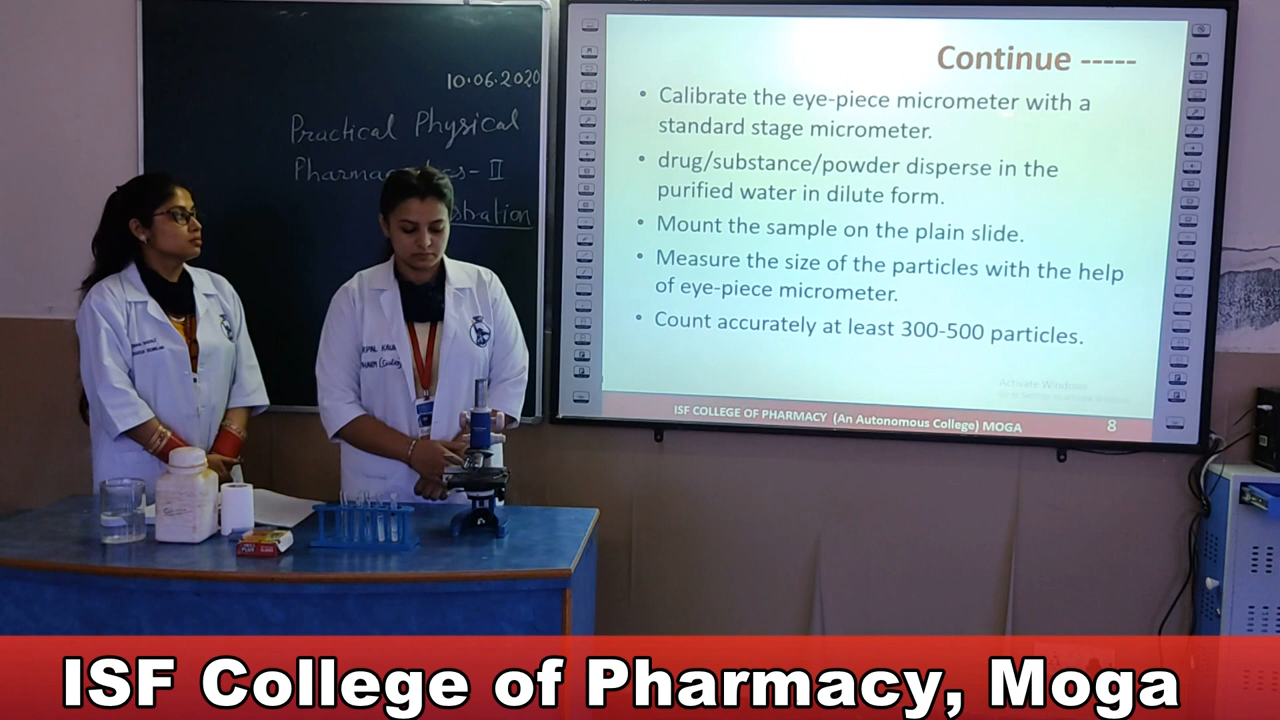 10.06.2020
Practical Physical
II
Continue -----
• Calibrate the eye-piece micrometer with a
standard stage micrometer.
• drug/substance/powder disperse in the
purified water in dilute form.
• Mount the sample on the plain slide.
• Measure the size of the particles with the help
of eye-piece micrometer.
• Count accurately at least 300-500 particles.
Activate Windows
ISF COLLEGE OF PHARMACY (An Autonomous College) MOGA
8
ISF College of Pharmacy, Moga